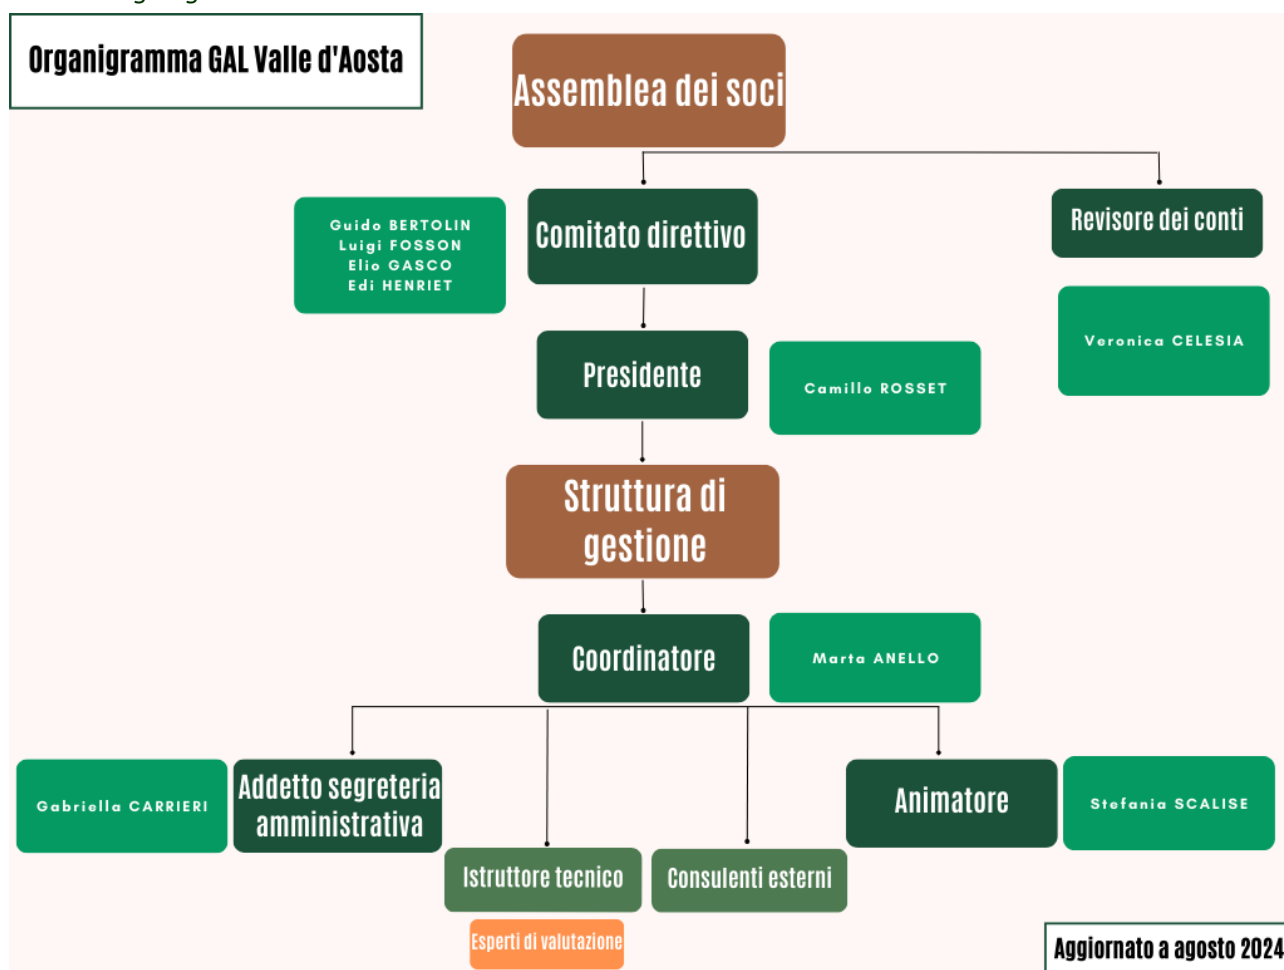 Organigramma GAL Valle d'Aosta
Assemblea dei soci
Guido BERTOLIN
Luigi FOSSON
Elio GASCO
Edi HENRIET
Comitato direttivo
Revisore dei conti
Veronica CELESIA
Presidente
Camillo ROSSET
Struttura di
gestione
Coordinatore
Marta ANELLO
Gabriella CARRIERI
Addetto segreteria
amministrativa
Animatore
Stefania SCALISE
Istruttore tecnico
Consulenti esterni
Esperti di valutazione
Aggiornato a agosto 2024